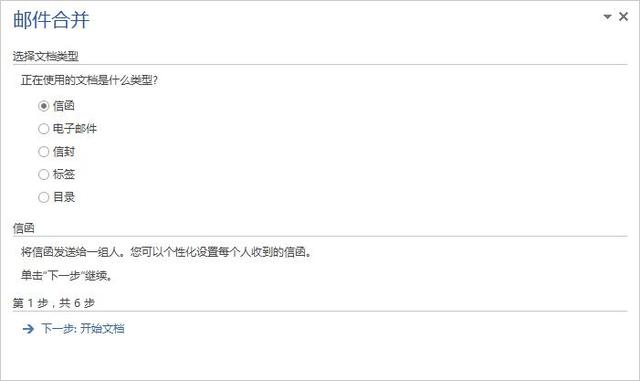 邮件合并
选择文档类型
正在使用的文档是什么类型?
信函
电子邮件
信封
标签
目录
信函
将信函发送给一组人。您可以个性化设置每个人收到的信函。
单击"下一步"继续。
第 1 步，共 6 步
下一步: 开始文档